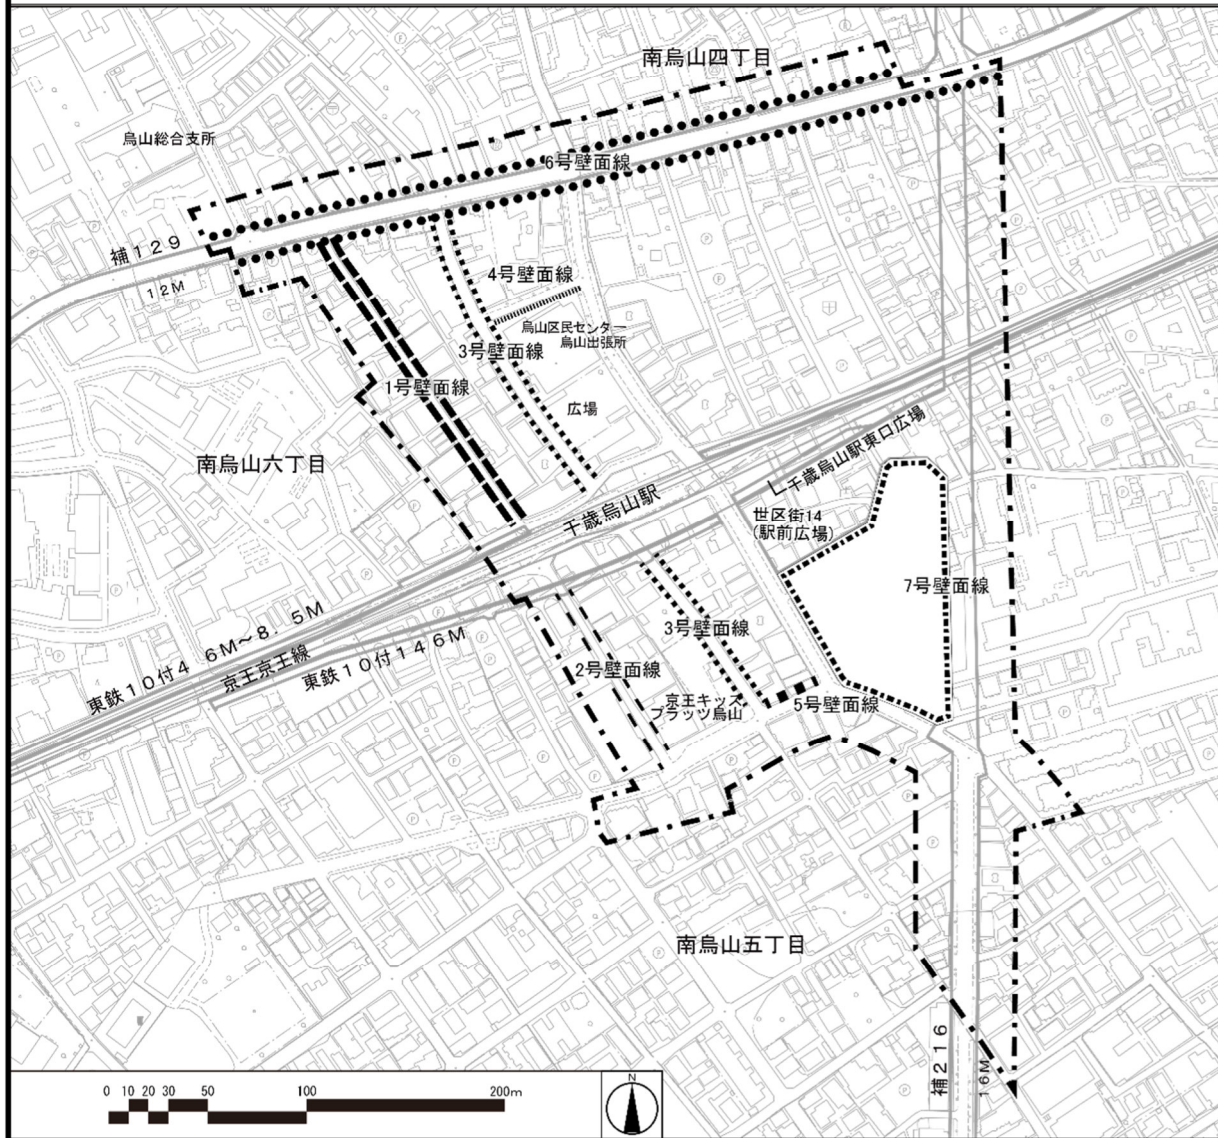 南烏山四丁目
烏山総合支所
6号壁面線
補129
12M
4号壁面線
烏山区民センター
烏山出張所
3号壁面線
1号壁面線
広場
南烏山六丁目
千歳烏山駅東口広場
千歳烏山駅
世区街14
(駅前広場)
7号壁面線
3号壁面線
東鉄10付4 6M~8.5M
京王京王線
東鉄10付14 6M
2号壁面線
京王キッズ
プラッツ烏山
5号壁面線
南烏山五丁目
補216
16M
0 10 20 30 50 100 200m
N